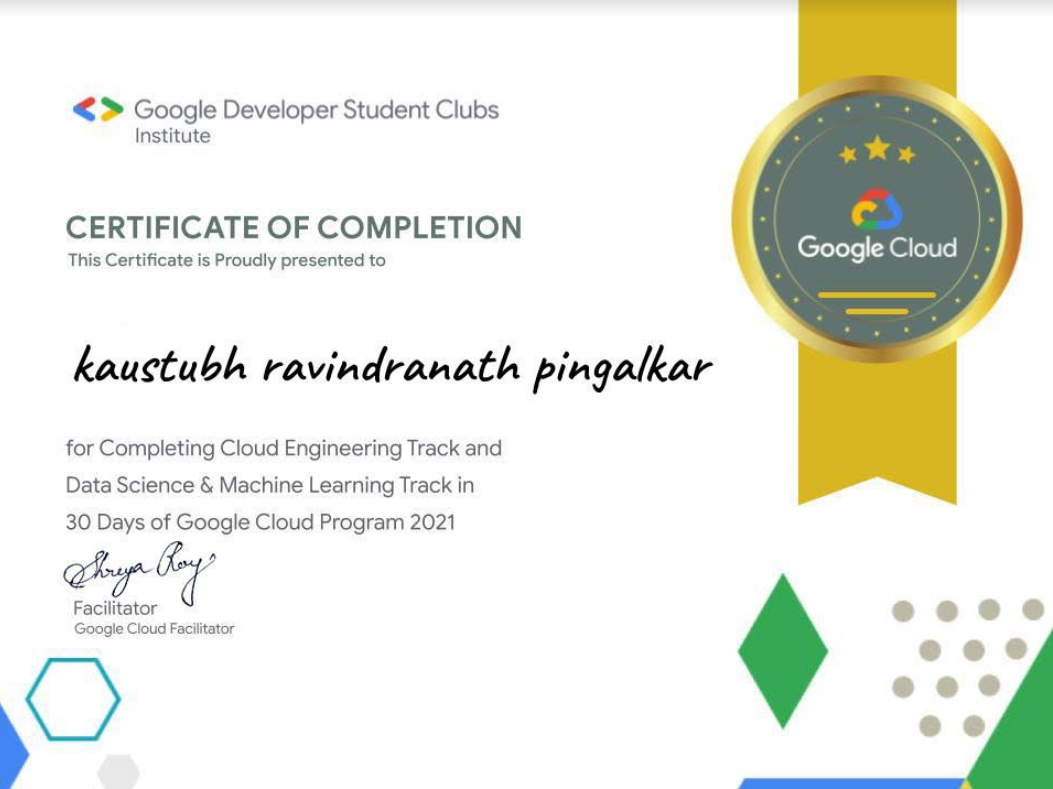 Google Developer Student Clubs
Institute
CERTIFICATE OF COMPLETION
This Certificate is Proudly presented to
kaustubh ravindranath pingalkar
for Completing Cloud Engineering Track and
Data Science & Machine Learning Track in
30 Days of Google Cloud Program 2021
Shreya Roy
Facilitator
Google Cloud Facilitator
Google Cloud